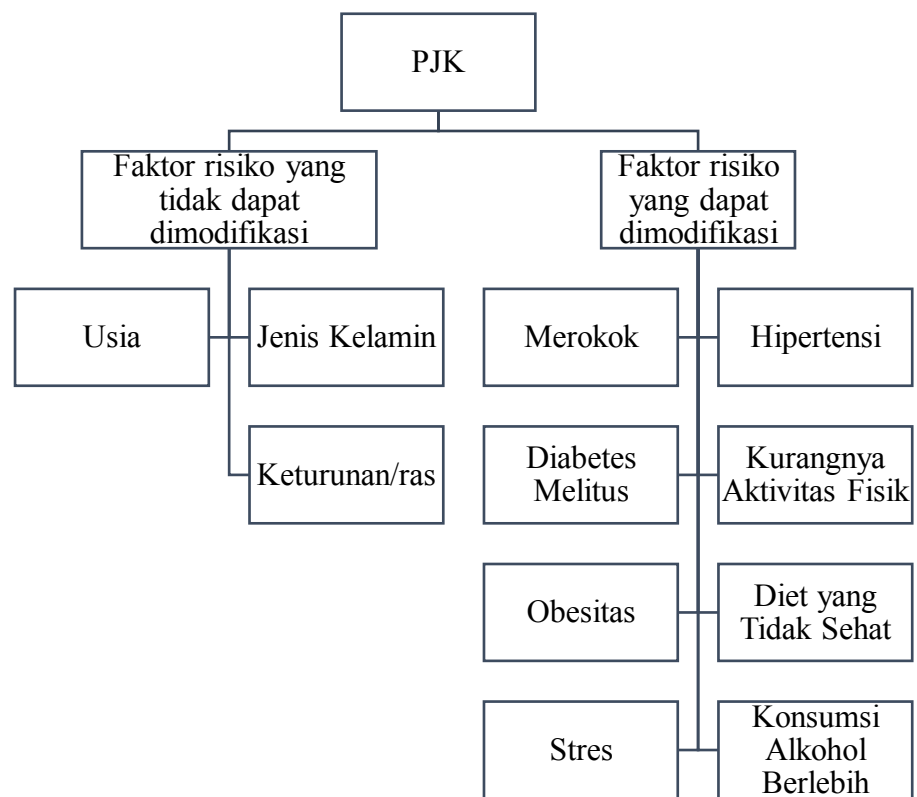 PJK
Faktor risiko yang
tidak dapat
dimodifikasi
Faktor risiko
yang dapat
dimodifikasi
Usia
Jenis Kelamin
Keturunan/ras
Merokok
Hipertensi
Diabetes
Melitus
Kurangnya
Aktivitas Fisik
Obesitas
Diet yang
Tidak Sehat
Stres
Konsumsi
Alkohol
Berlebih